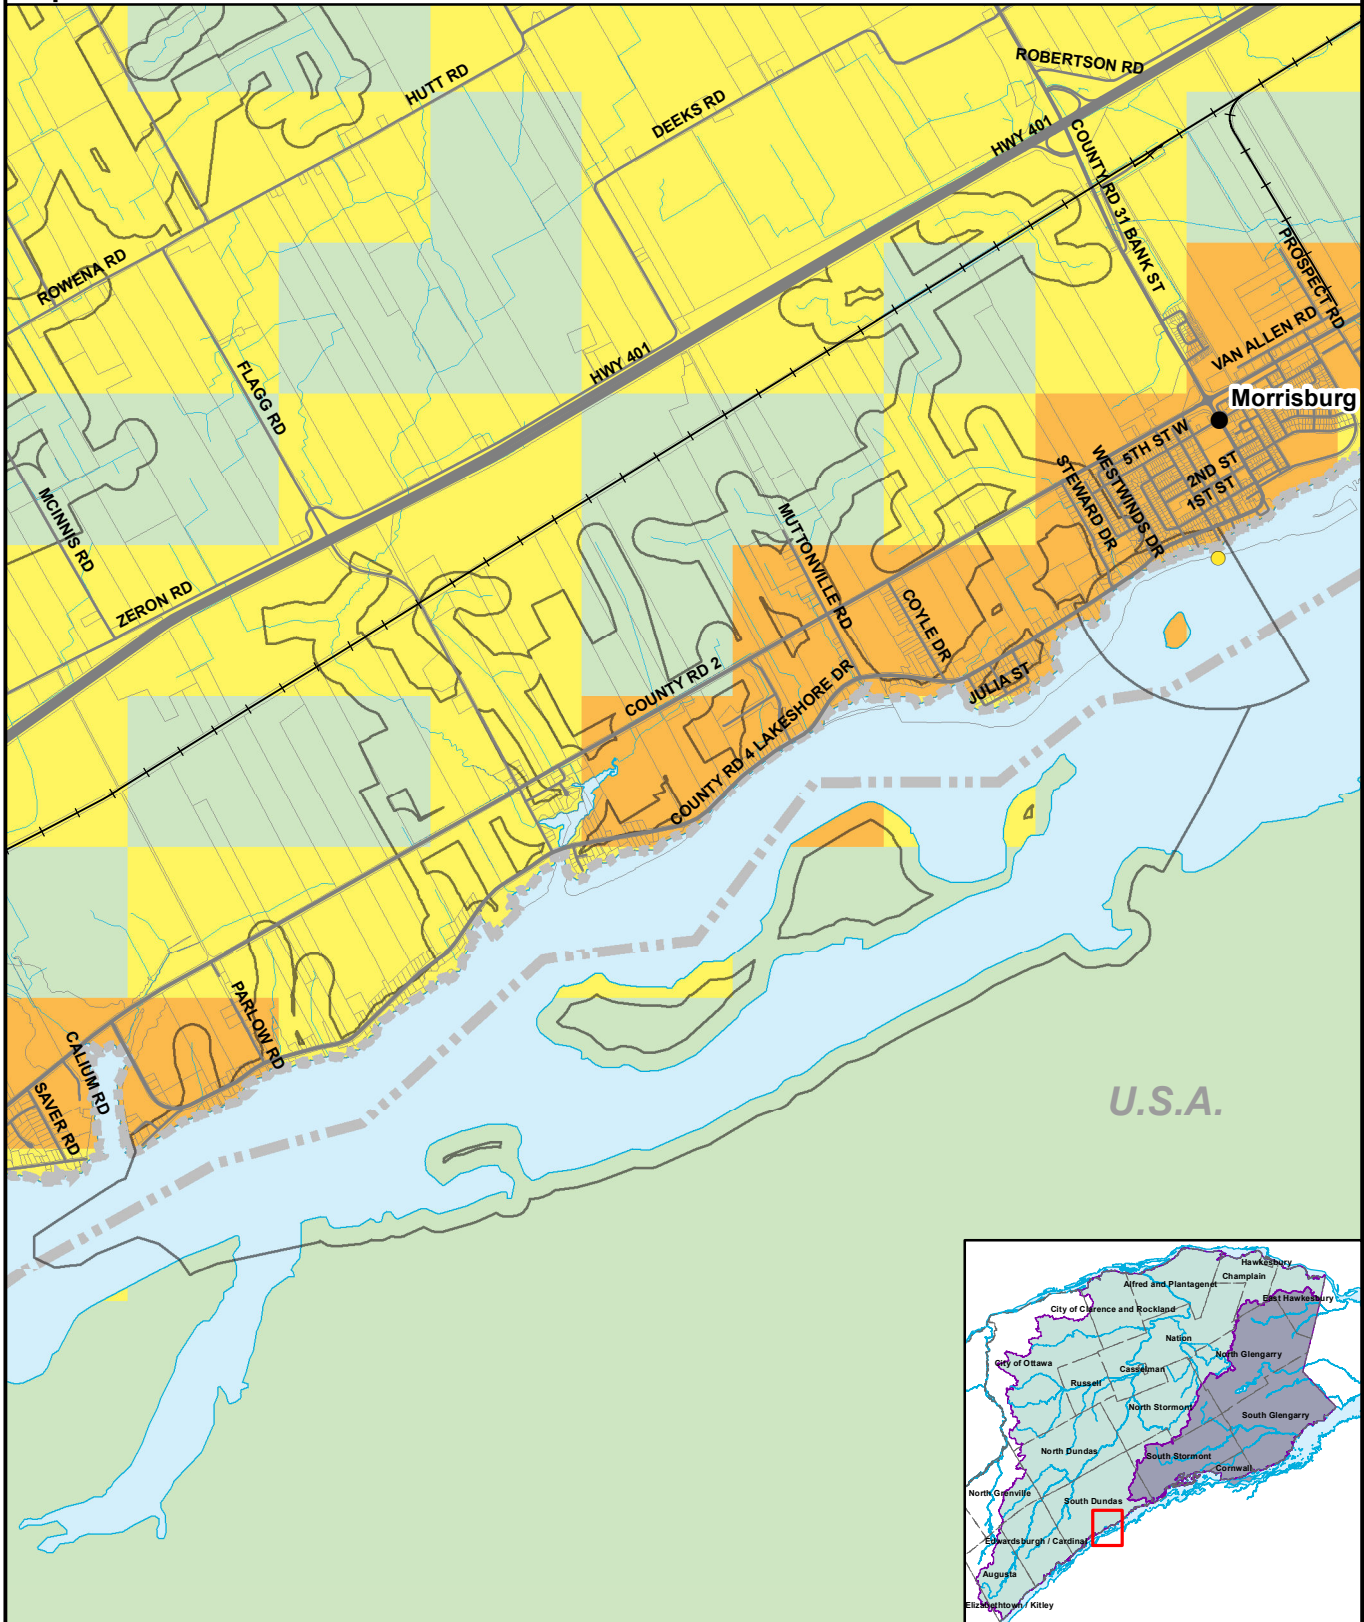 ROBERTSON RD
HUTT RD
DEEKS RD
HWY 401
COUNTY RD 31 BANK ST
ROWENA RD
PROSPECT RD
VAN ALLEN RD
HWY 401
FLAGG RD
Morrisburg
5TH ST W
WESTWINDS DR
STEWARD DR
2ND ST
1ST ST
MCINNIS RD
MUTTONVILLE RD
ZERON RD
COYLE DR
COUNTY RD 2
JULIA ST
COUNTY RD 4 LAKESHORE DR
PARLOW RD
CALIUM RD
SAVER RD
U.S.A.
Hawkesbury
Champlain
Alfred and Plantagenet
East Hawkesbury
City of Clarence and Rockland
Nation
North Glengarry
City of Ottawa
Casselman
Russell
North Stormont
South Glengarry
North Dundas
South Stormont
Cornwall
North Grenville
South Dundas
Edwardsburgh / Cardinal
Augusta
Elizabethtown / Kitley